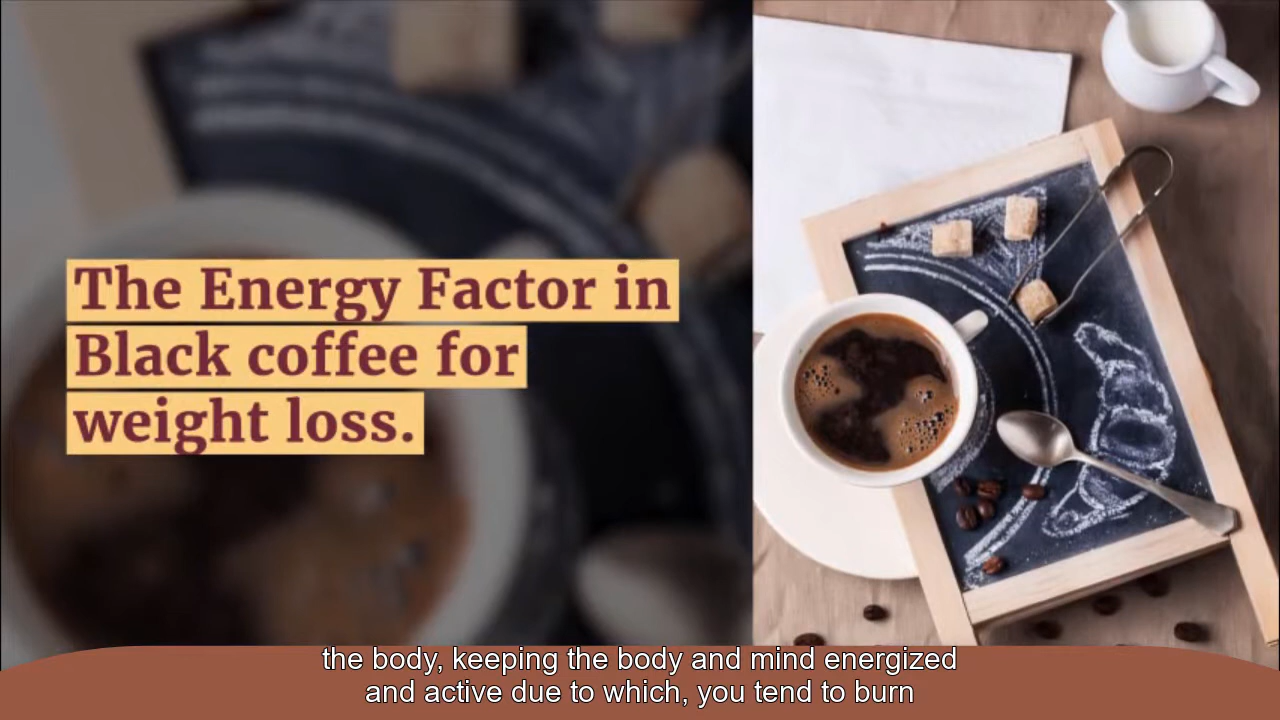 The Energy Factor in
Black coffee for
weight loss.
the body, keeping the body and mind energized
and active due to which, you tend to burn